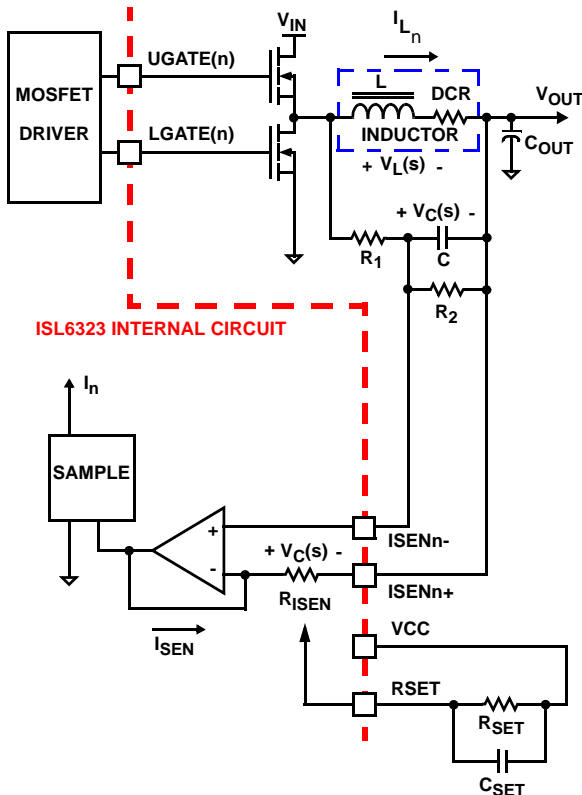 I_Ln
V_IN
UGATE(n)
MOSFET
DRIVER
LGATE(n)
L
DCR
INDUCTOR
V_OUT
C_OUT
+ V_L(s) -
+ V_C(s) -
R_1
C
R_2
ISL6323 INTERNAL CIRCUIT
I_n
SAMPLE
+
-
ISENn-
+ V_C(s) -
R_ISEN
ISENn+
I_SEN
VCC
RSET
R_SET
C_SET